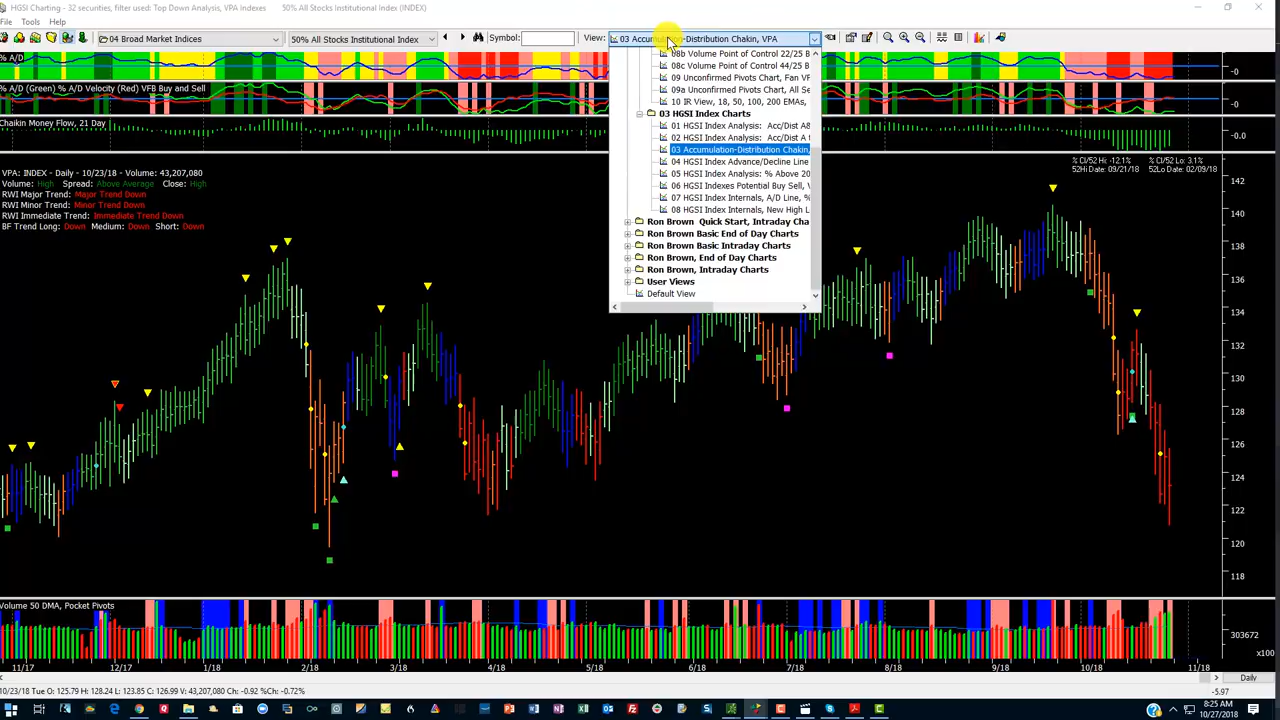 HGSI Charting - 32 securities, filter used: Top Down Analysis, VPA Indexes 50% All Stocks Institutional Index (INDEX)
File Tools Help
04 Broad Market Indices 50% All Stocks Institutional Index Symbol: View: 03 Accumulation-Distribution Chakin, VPA
08b Volume Point of Control 22/25 B
08c Volume Point of Control 44/25 B
09 Unconfirmed Pivots Chart, Fan VF
09a Unconfirmed Pivots Chart, All Se
10 IR View, 18, 50, 100, 200 EMAs,
03 HGSI Index Charts
01 HGSI Index Analysis: Acc/Dist A&
02 HGSI Index Analysis: Acc/Dist A
03 Accumulation-Distribution Chakin,
04 HGSI Index Advance/Decline Line
05 HGSI Index Analysis: % Above 20
06 HGSI Indexes Potential Buy Sell, V
07 HGSI Index Internals, A/D Line, %
08 HGSI Index Internals, New High L
Ron Brown Quick Start, Intraday Cha
Ron Brown Basic End of Day Charts
Ron Brown Basic Intraday Charts
Ron Brown, End of Day Charts
Ron Brown, Intraday Charts
User Views
Default View
% A/D
-0
% A/D (Green) % A/D Velocity (Red) VFB Buy and Sell
-0
Chaikin Money Flow, 21 Day
-0.0
VPA: INDEX - Daily - 10/23/18 - Volume: 43,207,080
Volume: High Spread: Above Average Close: High
RWI Major Trend: Major Trend Down
RWI Minor Trend: Major Trend Down
RWI Immediate Trend: Immediate Trend Down
BF Trend Long: Down Medium: Down Short: Down
% Cl/52 Hi: -12.1% % Cl/52 Lo: 3.1%
52Hi Date: 09/21/18 52Lo Date: 02/09/18
142
140
138
136
134
132
130
128
126
124
122
120
118
Volume 50 DMA, Pocket Pivots
303672
x100
11/17 12/17 1/18 2/18 3/18 4/18 5/18 6/18 7/18 8/18 9/18 10/18 11/18
Daily
10/23/18 Tue O: 125.79 H: 128.24 L: 123.85 C: 126.99 V: 43,207,080 Ch: -0.92 %Ch: -0.72% -5.97
8:25 AM
10/27/2018